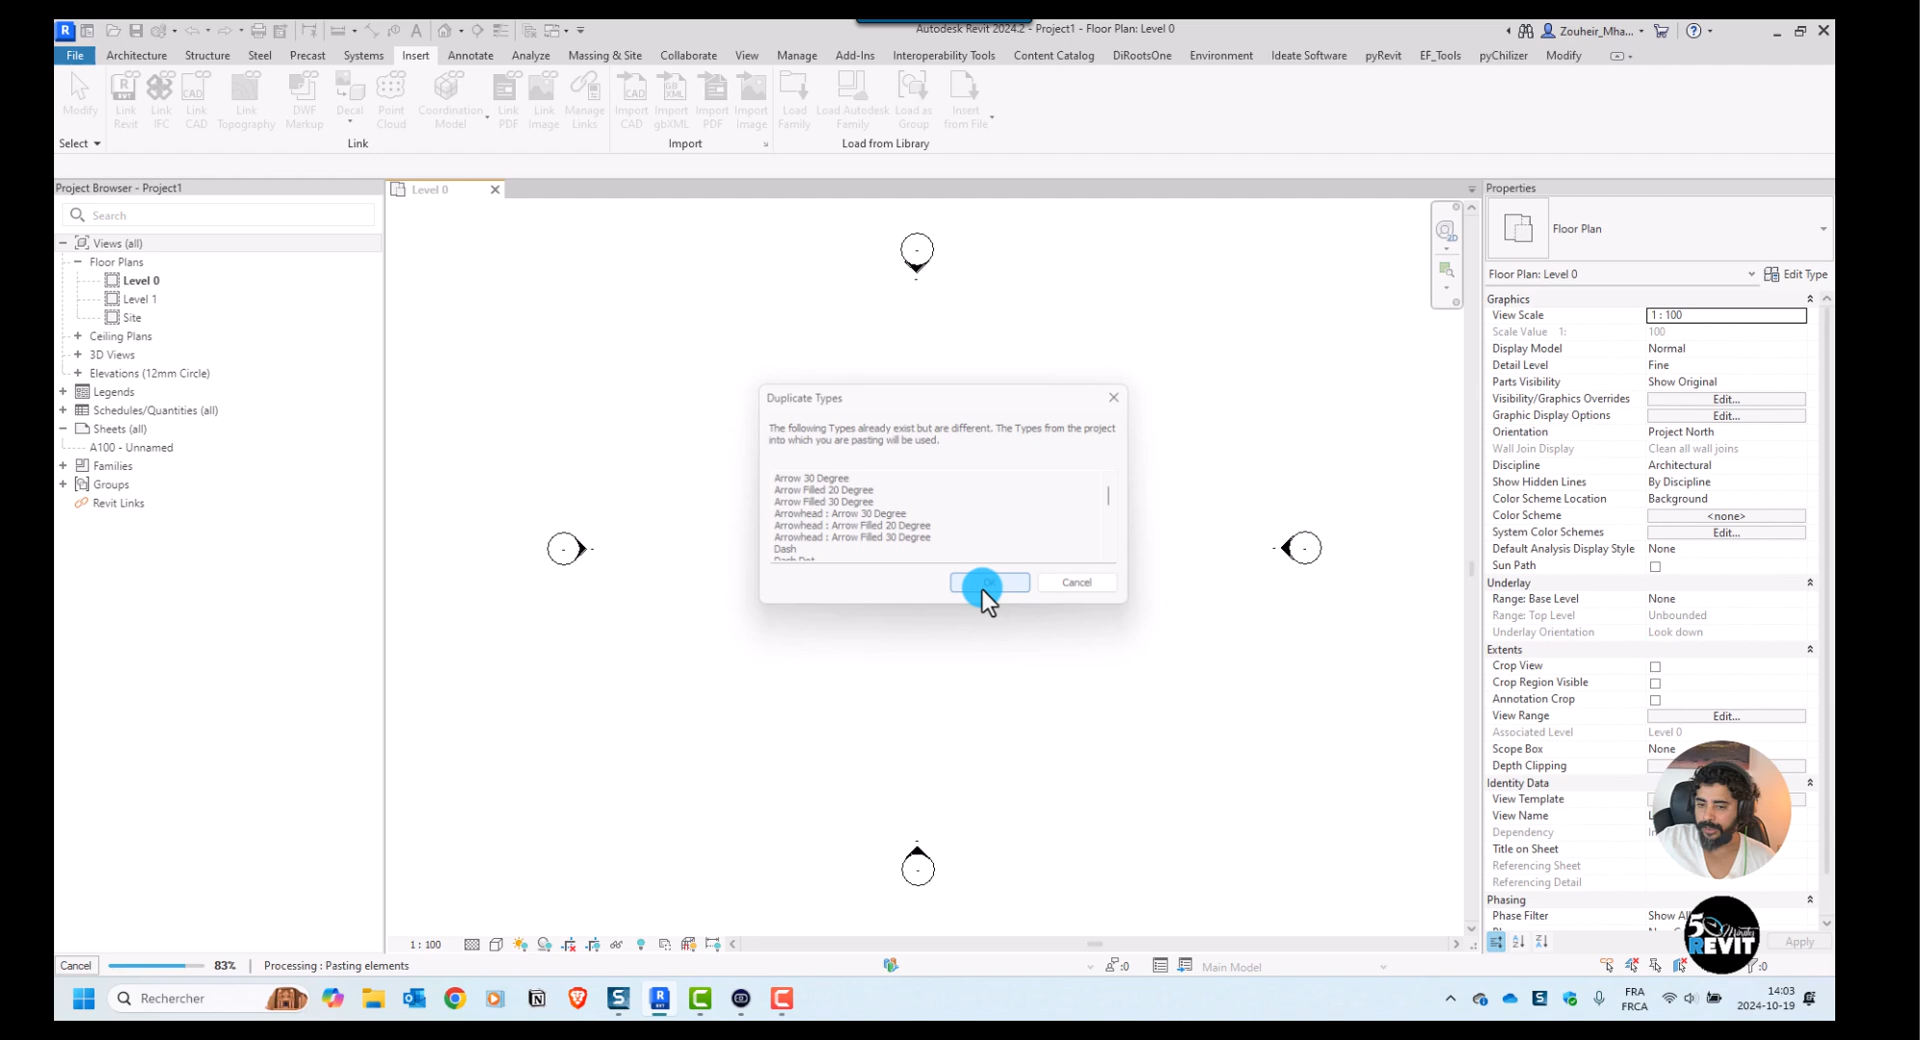 Autodesk Revit 2024.2 - Project1 - Floor Plan: Level 0
Zouheir_Mha...
File Architecture Structure Steel Precast Systems Insert Annotate Analyze Massing & Site Collaborate View Manage Add-Ins Interoperability Tools Content Catalog DiRootsOne Environment Ideate Software pyRevit EF_Tools pyChilizer Modify
Modify
Link Revit
Link IFC
Link CAD
Link Topography
DWF Markup
Decal
Point Cloud
Coordination Model
Link PDF
Link Image
Manage Links
Import CAD
Import gbXML
Import PDF
Import Image
Load Family
Load Autodesk Family
Load as Group
Insert from File
Select
Link
Import
Load from Library
Project Browser - Project1
Search
Views (all)
Floor Plans
Level 0
Level 1
Site
Ceiling Plans
3D Views
Elevations (12mm Circle)
Legends
Schedules/Quantities (all)
Sheets (all)
A100 - Unnamed
Families
Groups
Revit Links
Level 0
2D
Duplicate Types
The following Types already exist but are different. The Types from the project
into which you are pasting will be used.
Arrow 30 Degree
Arrow Filled 20 Degree
Arrow Filled 30 Degree
Arrowhead : Arrow 30 Degree
Arrowhead : Arrow Filled 20 Degree
Arrowhead : Arrow Filled 30 Degree
Dash
Dash Dot
OK Cancel
Properties
Floor Plan
Floor Plan: Level 0 Edit Type
Graphics
View Scale 1 : 100
Scale Value 1: 100
Display Model Normal
Detail Level Fine
Parts Visibility Show Original
Visibility/Graphics Overrides Edit...
Graphic Display Options Edit...
Orientation Project North
Wall Join Display Clean all wall joins
Discipline Architectural
Show Hidden Lines By Discipline
Color Scheme Location Background
Color Scheme <none>
System Color Schemes Edit...
Default Analysis Display Style None
Sun Path
Underlay
Range: Base Level None
Range: Top Level Unbounded
Underlay Orientation Look down
Extents
Crop View
Crop Region Visible
Annotation Crop
View Range Edit...
Associated Level Level 0
Scope Box None
Depth Clipping
Identity Data
View Template
View Name
Dependency
Title on Sheet
Referencing Sheet
Referencing Detail
Phasing
Phase Filter Show
Apply
5 Minutes
REVIT
1 : 100
Cancel 83% Processing : Pasting elements
:0
Main Model
:0
Rechercher
FRA
FRCA
14:03
2024-10-19